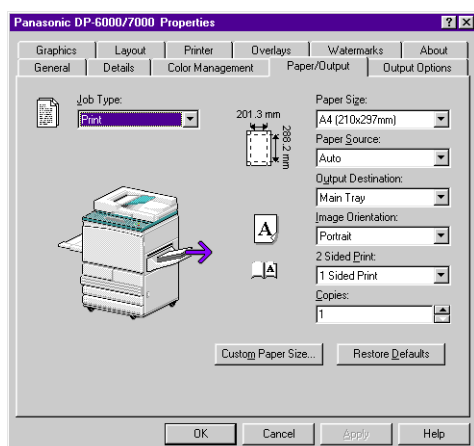 Panasonic DP-6000/7000 Properties
Graphics Layout Printer Overlays Watermarks About
General Details Color Management Paper/Output Output Options
Job Type:
Print
201.3 mm
288.2 mm
Paper Size:
A4 (210x297mm)
Paper Source:
Auto
Output Destination:
Main Tray
Image Orientation:
Portrait
2 Sided Print:
1 Sided Print
Copies:
1
A
A
Custom Paper Size... Restore Defaults
OK Cancel Apply Help